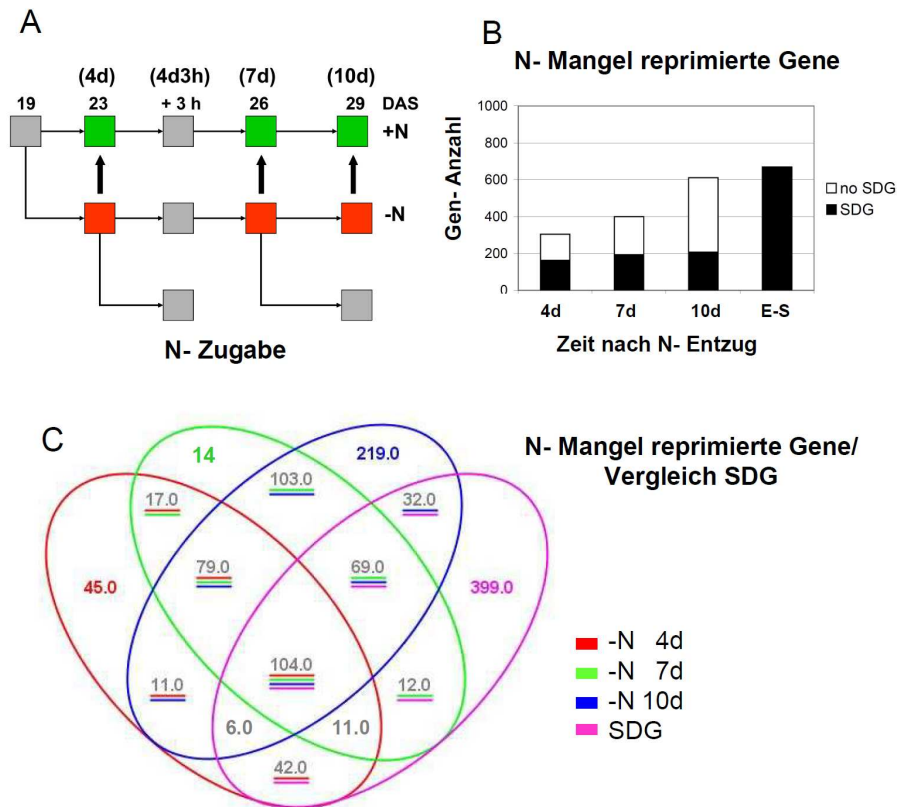 A
(4d) (4d3h) (7d) (10d)
19 23 + 3 h 26 29 DAS
+N
-N
N- Zugabe
B
N- Mangel reprimierte Gene
Gen- Anzahl
1000
800
600
400
200
0
4d 7d 10d E-S
Zeit nach N- Entzug
no SDG
SDG
C
N- Mangel reprimierte Gene/
Vergleich SDG
14 219.0
103.0
17.0 32.0
79.0 69.0
45.0 399.0
104.0
11.0 12.0
6.0 11.0
42.0
-N 4d
-N 7d
-N 10d
SDG